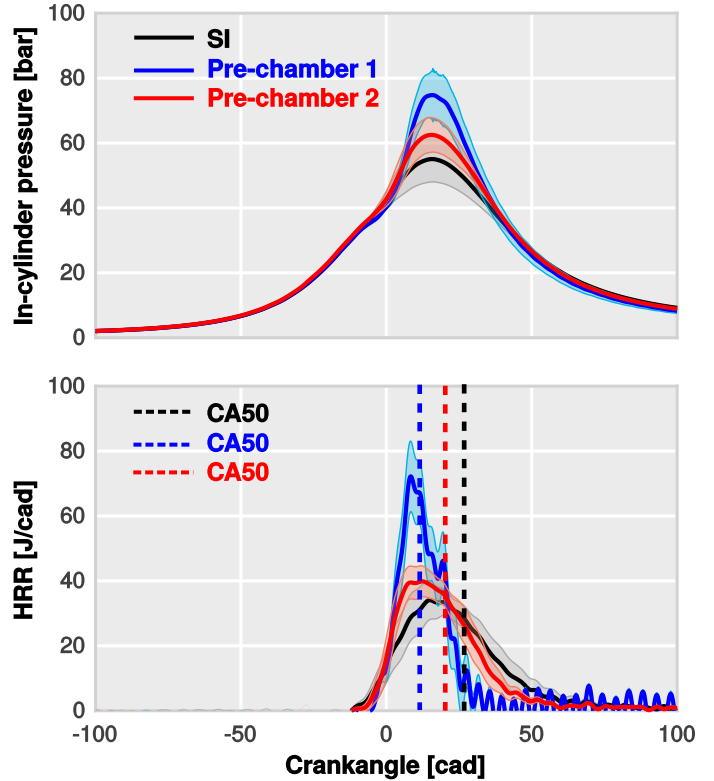 In-cylinder pressure [bar]
100
80
60
40
20
0
SI
Pre-chamber 1
Pre-chamber 2
HRR [J/cad]
100
80
60
40
20
0
CA50
CA50
CA50
-100
-50
0
50
100
Crankangle [cad]